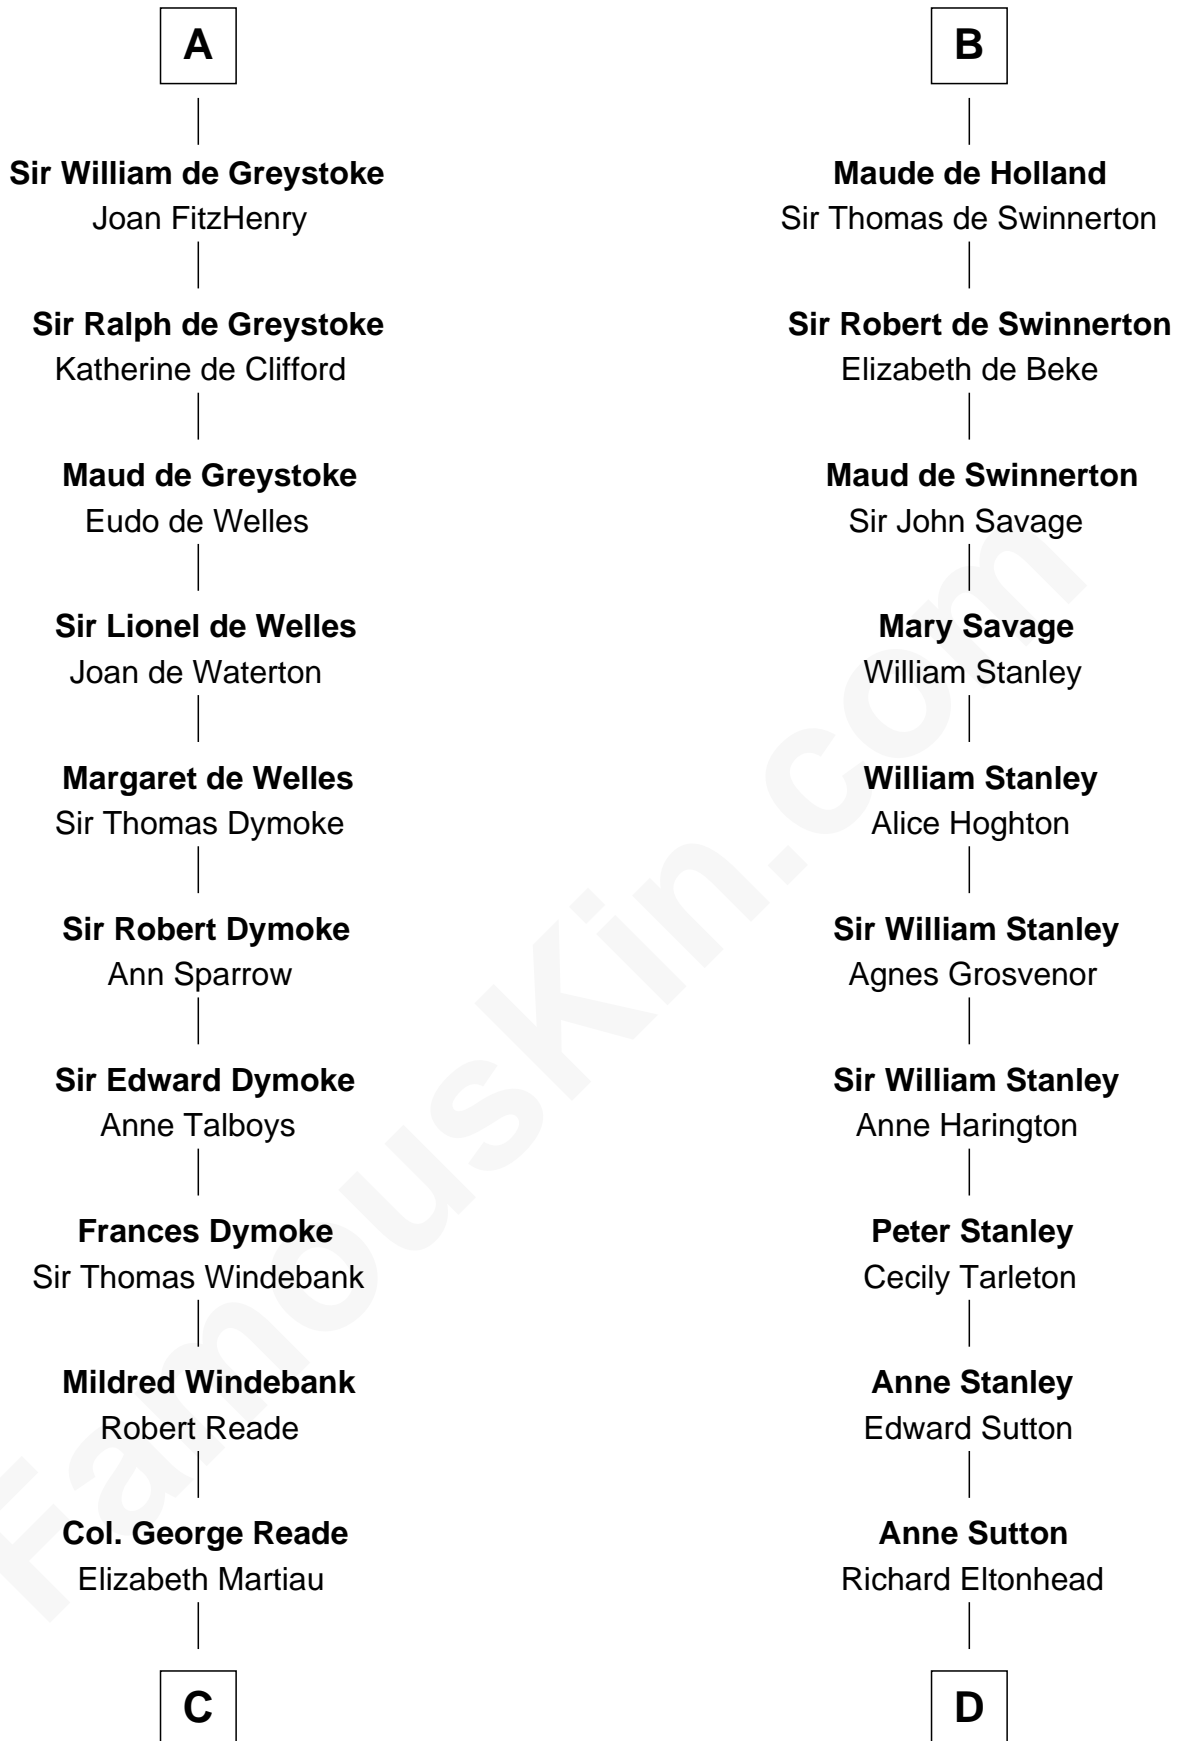 A
Sir William de Greystoke
Joan FitzHenry
Sir Ralph de Greystoke
Katherine de Clifford
Maud de Greystoke
Eudo de Welles
Sir Lionel de Welles
Joan de Waterton
Margaret de Welles
Sir Thomas Dymoke
Sir Robert Dymoke
Ann Sparrow
Sir Edward Dymoke
Anne Talboys
Frances Dymoke
Sir Thomas Windebank
Mildred Windebank
Robert Reade
Col. George Reade
Elizabeth Martiau
C
B
Maude de Holland
Sir Thomas de Swinnerton
Sir Robert de Swinnerton
Elizabeth de Beke
Maud de Swinnerton
Sir John Savage
Mary Savage
William Stanley
William Stanley
Alice Hoghton
Sir William Stanley
Agnes Grosvenor
Sir William Stanley
Anne Harington
Peter Stanley
Cecily Tarleton
Anne Stanley
Edward Sutton
Anne Sutton
Richard Eltonhead
D
FamousKin.com